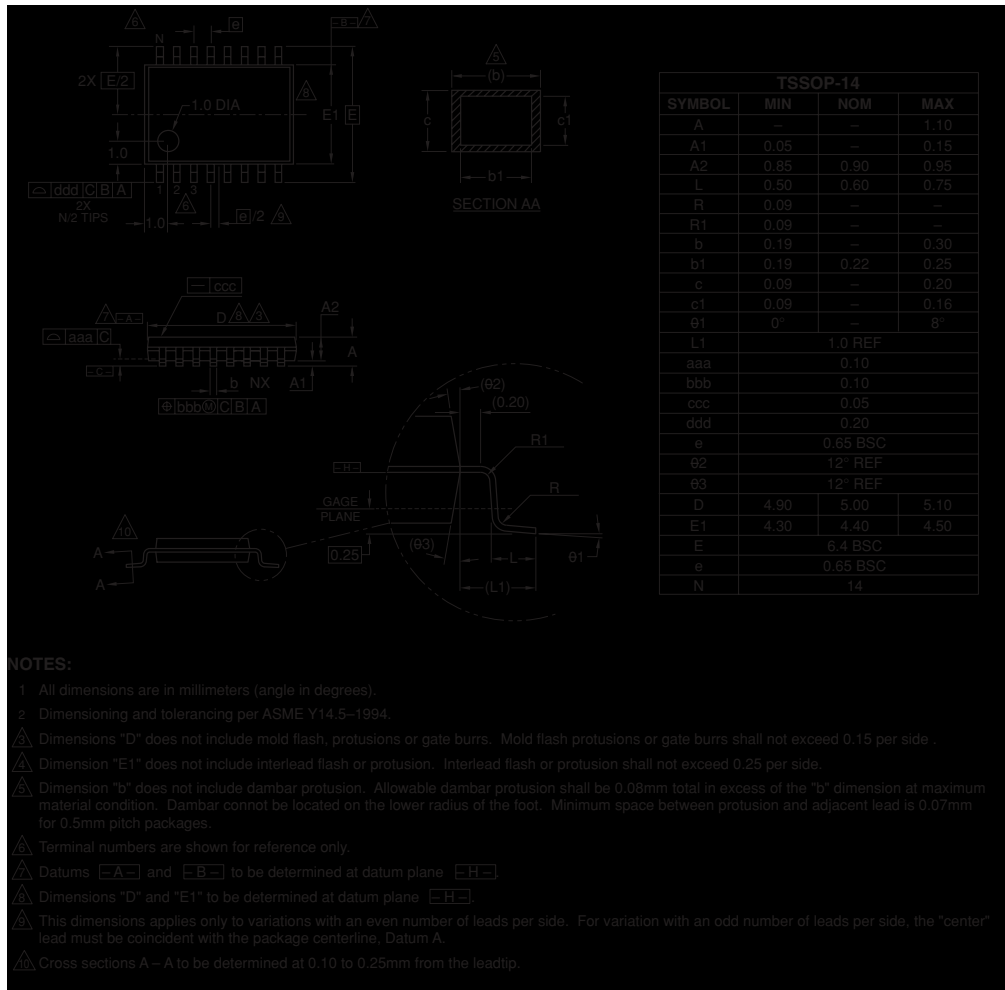 6
N
e
– B –
7
2X E/2
1.0 DIA
8
E1 E
1.0
ddd C B A
2X
N/2 TIPS
1 2 3
6
1.0
e /2
9
5
(b)
c
c1
b1
SECTION AA
ccc
7
– A –
D
8
3
A2
aaa C
A
– C –
b NX A1
bbb M C B A
(θ2)
(0.20)
R1
– H –
R
GAGE
PLANE
0.25
(θ3)
L
θ1
(L1)
10
A
A
TSSOP-14
SYMBOL MIN NOM MAX
A – – 1.10
A1 0.05 – 0.15
A2 0.85 0.90 0.95
L 0.50 0.60 0.75
R 0.09 – –
R1 0.09 – –
b 0.19 – 0.30
b1 0.19 0.22 0.25
c 0.09 – 0.20
c1 0.09 – 0.16
θ1 0° – 8°
L1 1.0 REF
aaa 0.10
bbb 0.10
ccc 0.05
ddd 0.20
e 0.65 BSC
θ2 12° REF
θ3 12° REF
D 4.90 5.00 5.10
E1 4.30 4.40 4.50
E 6.4 BSC
e 0.65 BSC
N 14
NOTES:
1 All dimensions are in millimeters (angle in degrees).
2 Dimensioning and tolerancing per ASME Y14.5–1994.
3 Dimensions "D" does not include mold flash, protusions or gate burrs. Mold flash protusions or gate burrs shall not exceed 0.15 per side .
4 Dimension "E1" does not include interlead flash or protusion. Interlead flash or protusion shall not exceed 0.25 per side.
5 Dimension "b" does not include dambar protusion. Allowable dambar protusion shall be 0.08mm total in excess of the "b" dimension at maximum
material condition. Dambar connot be located on the lower radius of the foot. Minimum space between protusion and adjacent lead is 0.07mm
for 0.5mm pitch packages.
6 Terminal numbers are shown for reference only.
7 Datums – A – and – B – to be determined at datum plane – H – .
8 Dimensions "D" and "E1" to be determined at datum plane – H – .
9 This dimensions applies only to variations with an even number of leads per side. For variation with an odd number of leads per side, the "center"
lead must be coincident with the package centerline, Datum A.
10 Cross sections A – A to be determined at 0.10 to 0.25mm from the leadtip.